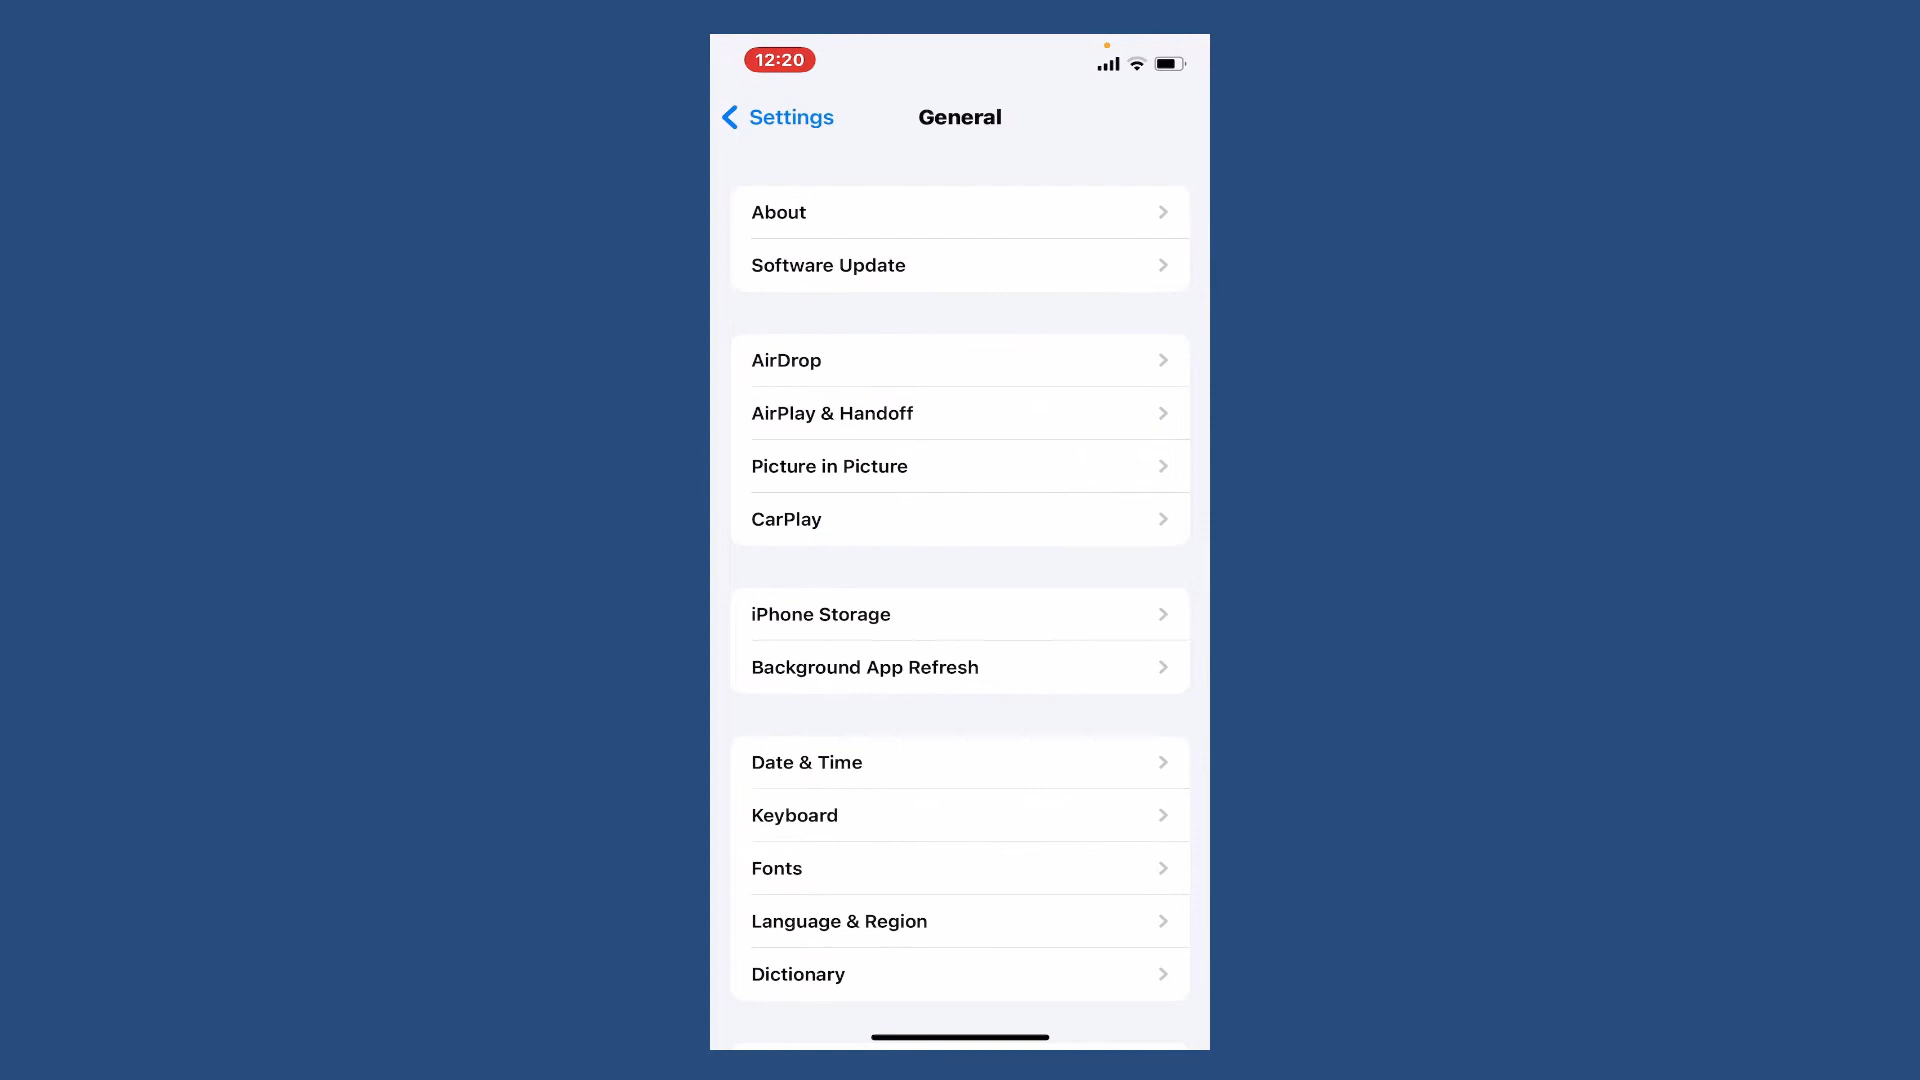 12:20
Settings
General
About
Software Update
AirDrop
AirPlay & Handoff
Picture in Picture
CarPlay
iPhone Storage
Background App Refresh
Date & Time
Keyboard
Fonts
Language & Region
Dictionary